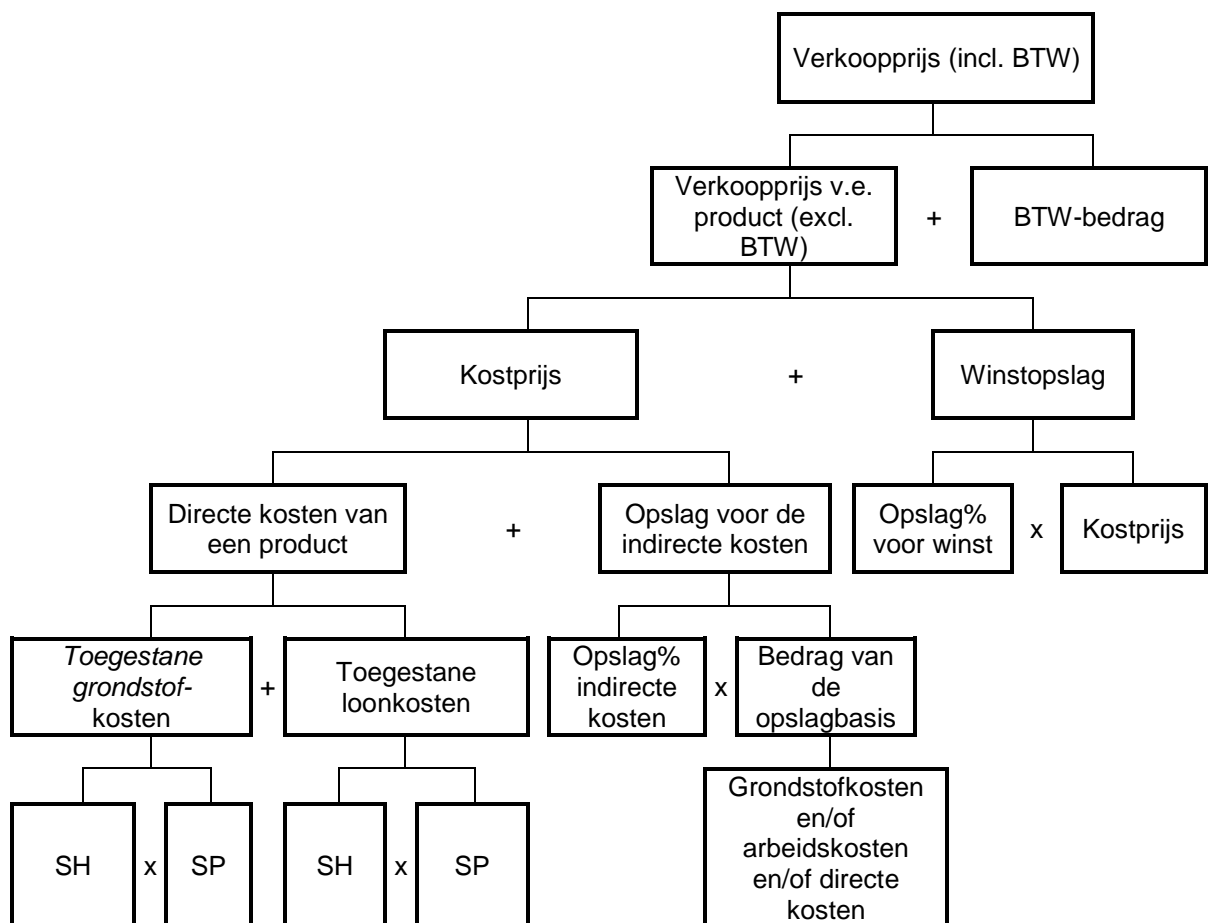 Verkoopprijs (incl. BTW)
Verkoopprijs v.e.
product (excl.
BTW)
+
BTW-bedrag
Kostprijs
+
Winstopslag
Directe kosten van
een product
+
Opslag voor de
indirecte kosten
Opslag%
voor winst
x
Kostprijs
Toegestane
grondstof-
kosten
+
Toegestane
loonkosten
Opslag%
indirecte
kosten
x
Bedrag van
de
opslagbasis
SH
x
SP
SH
x
SP
Grondstofkosten
en/of
arbeidskosten
en/of directe
kosten